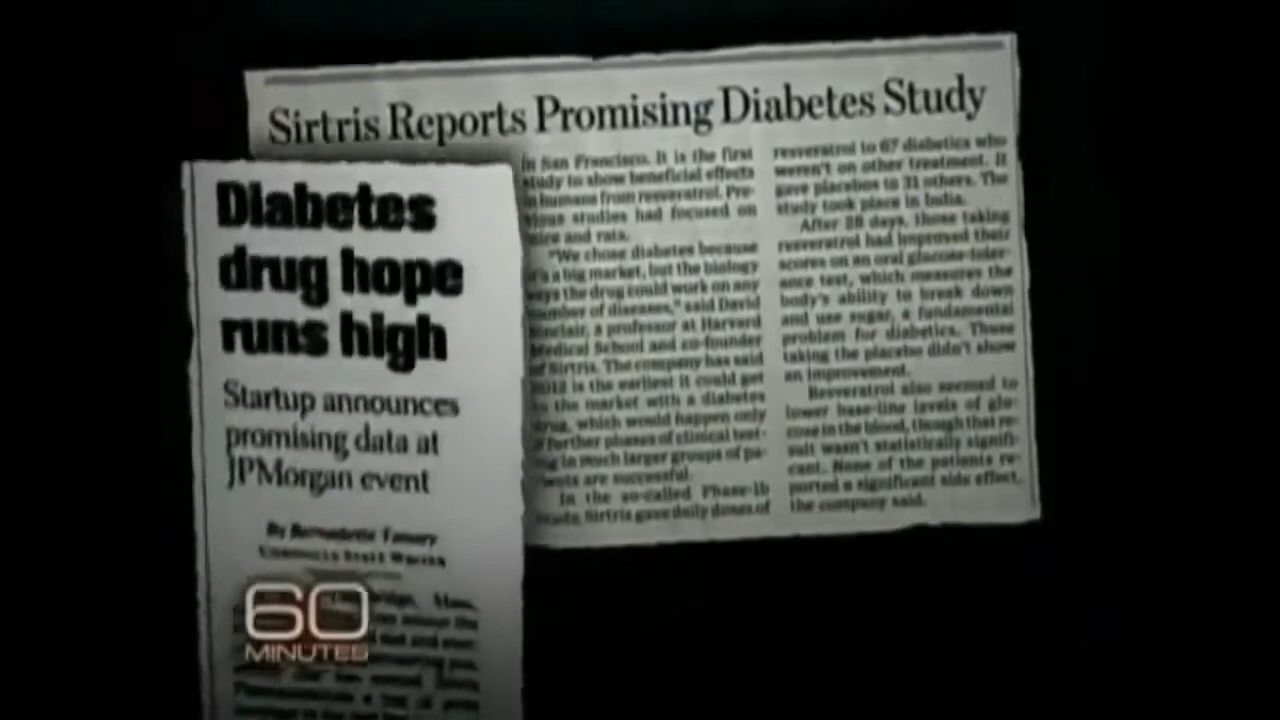 Sirtris Reports Promising Diabetes Study
in San Francisco. It is the first
study to show beneficial effects
in humans from resveratrol. Pre-
vious studies had focused on
mice and rats.
"We chose diabetes because
it's a big market, but the biology
says the drug could work on any
number of diseases," said David
Sinclair, a professor at Harvard
Medical School and co-founder
of Sirtris. The company has said
2012 is the earliest it could get
to the market with a diabetes
drug, which would happen only
if further phases of clinical test-
ing in much larger groups of pa-
tients are successful.
In the so-called Phase-1b
study, Sirtris gave daily doses of
resveratrol to 67 diabetics who
weren't on other treatment. It
gave placebos to 31 others. The
study took place in India.
After 28 days, those taking
resveratrol had improved their
scores on an oral glucose-toler-
ance test, which measures the
body's ability to break down
and use sugar, a fundamental
problem for diabetics. Those
taking the placebo didn't show
an improvement.
Resveratrol also seemed to
lower base-line levels of glu-
cose in the blood, though that re-
sult wasn't statistically signifi-
cant. None of the patients re-
ported a significant side effect,
the company said.
Diabetes
drug hope
runs high
Startup announces
promising data at
JPMorgan event
By Bernadette Tansey
Chronicle Staff Writer
60
MINUTES